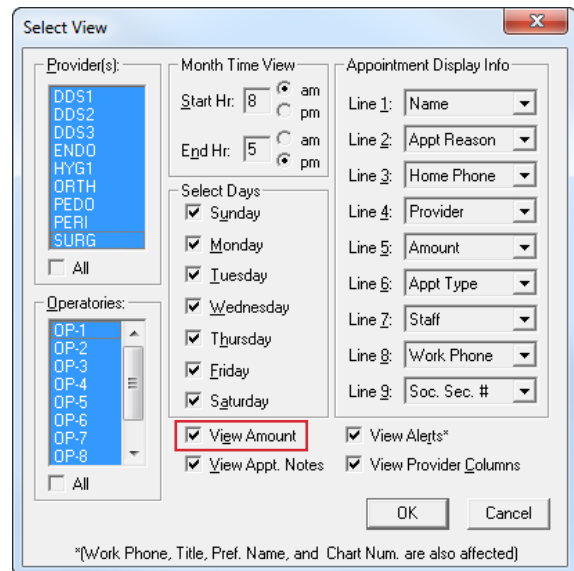 Select View
Provider(s):
DDS1
DDS2
DDS3
ENDO
HYG1
ORTH
PEDO
PERI
SURG
All
Operatories:
OP-1
OP-2
OP-3
OP-4
OP-5
OP-6
OP-7
OP-8
All
Month Time View
Start Hr: 8 am
pm
End Hr: 5 am
pm
Select Days
Sunday
Monday
Tuesday
Wednesday
Thursday
Friday
Saturday
View Amount
View Appt. Notes
Appointment Display Info
Line 1: Name
Line 2: Appt Reason
Line 3: Home Phone
Line 4: Provider
Line 5: Amount
Line 6: Appt Type
Line 7: Staff
Line 8: Work Phone
Line 9: Soc. Sec. #
View Alerts*
View Provider Columns
OK Cancel
*(Work Phone, Title, Pref. Name, and Chart Num. are also affected)